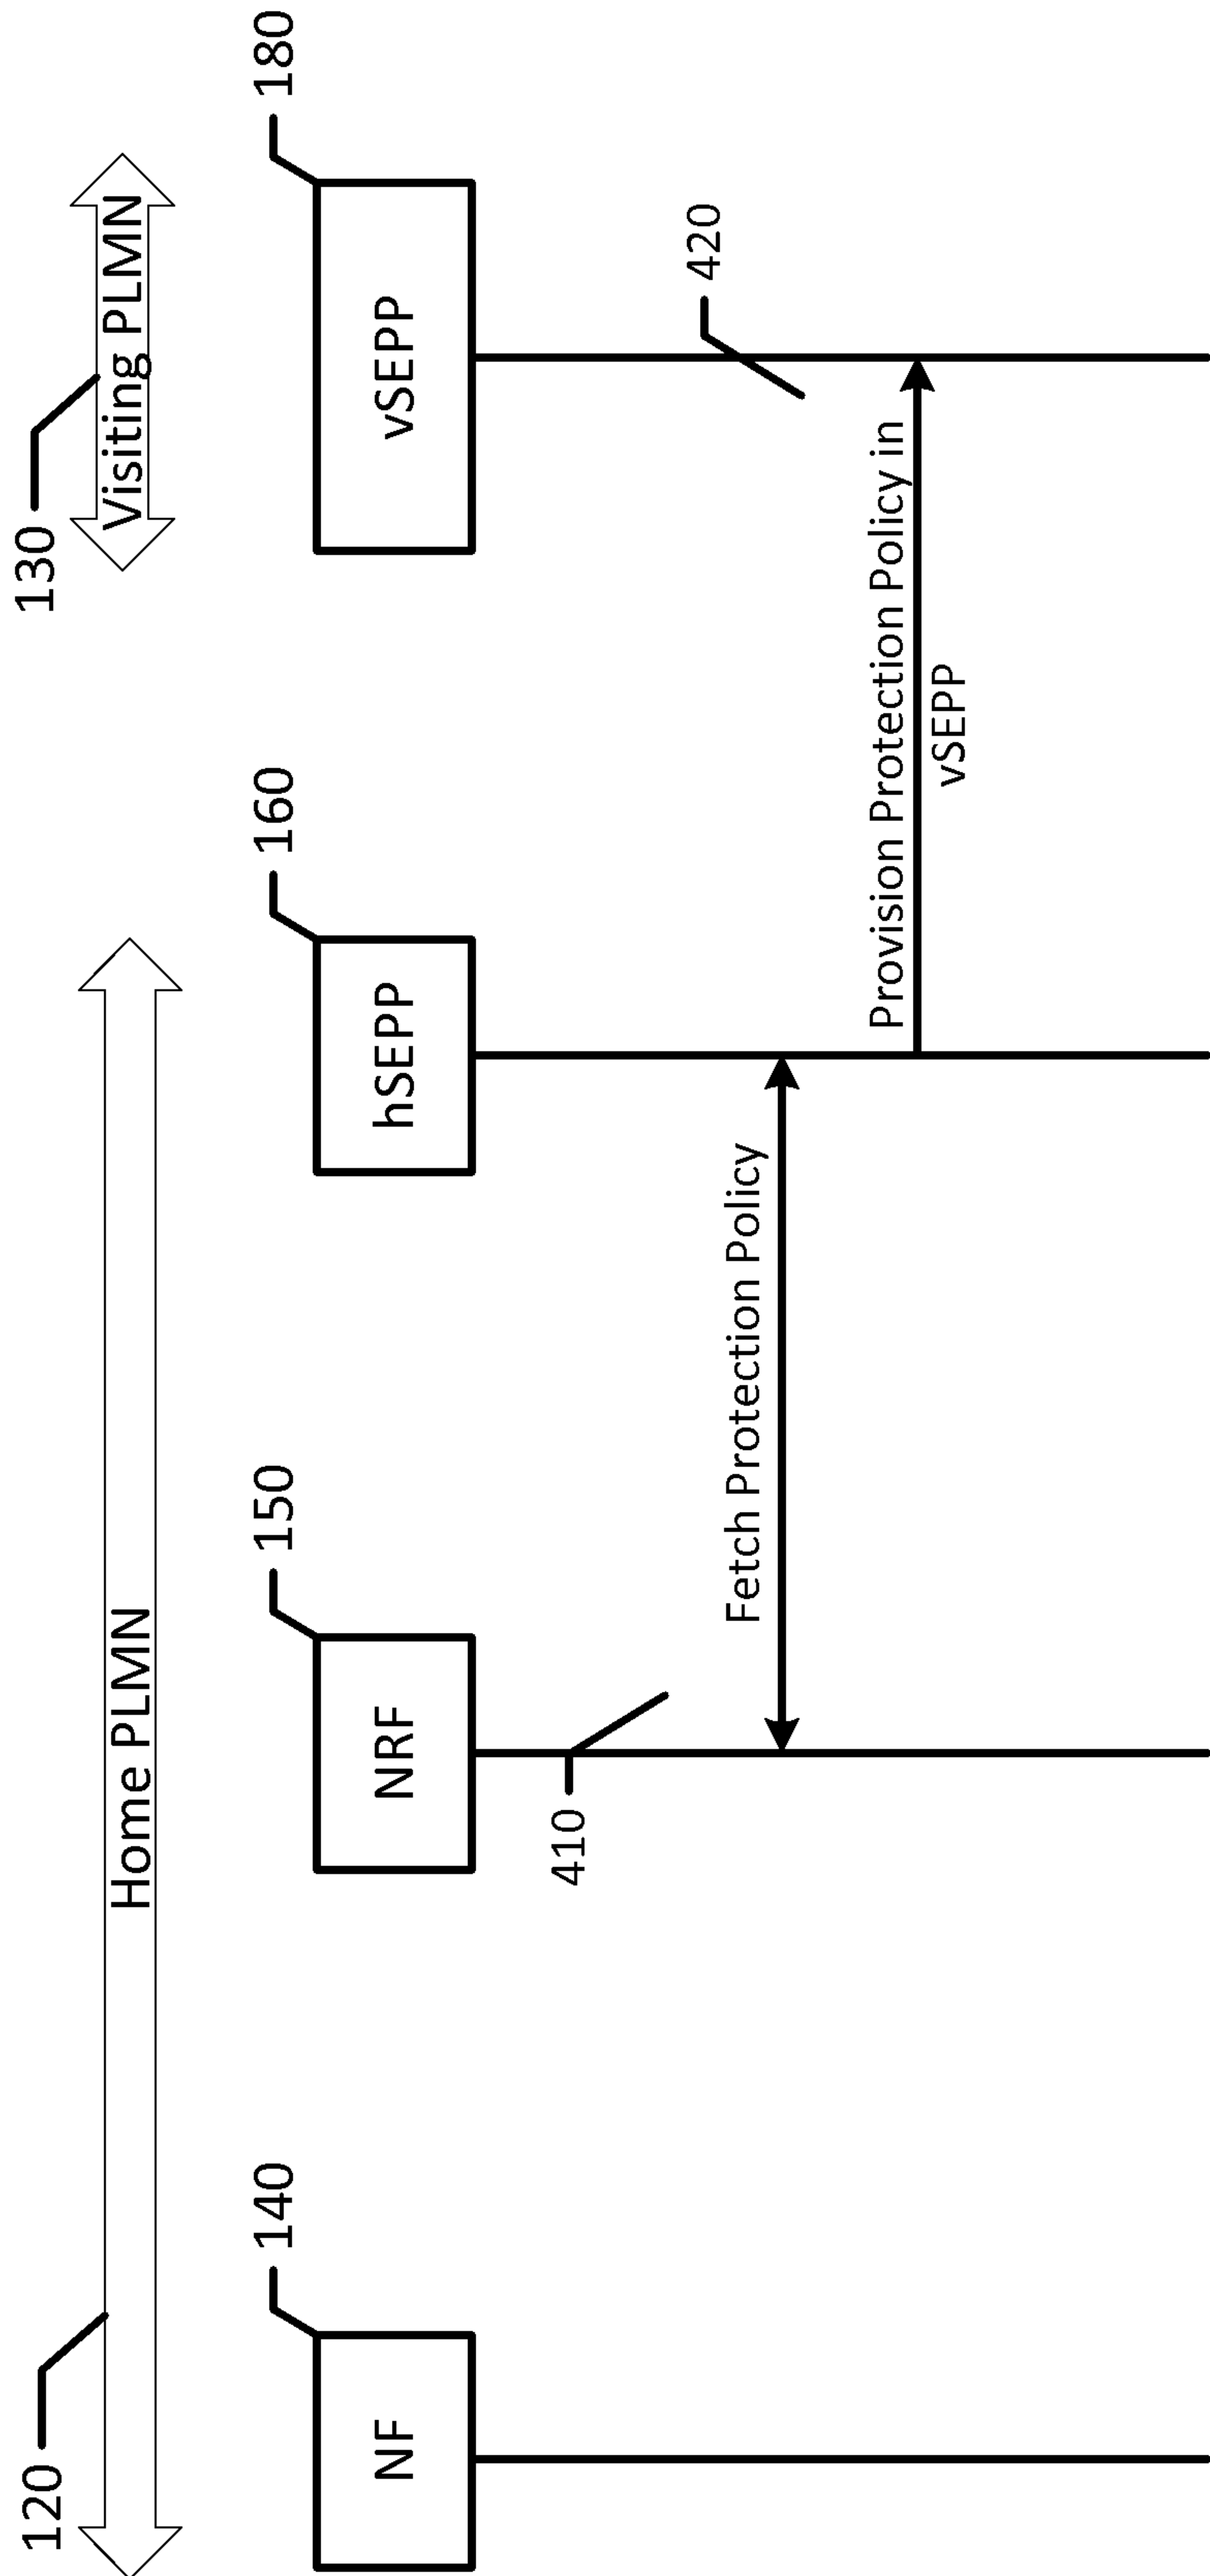 120
Home PLMN
130
Visiting PLMN
140
150
160
180
NF
NRF
hSEPP
vSEPP
410
420
Fetch Protection Policy
Provision Protection Policy in
vSEPP